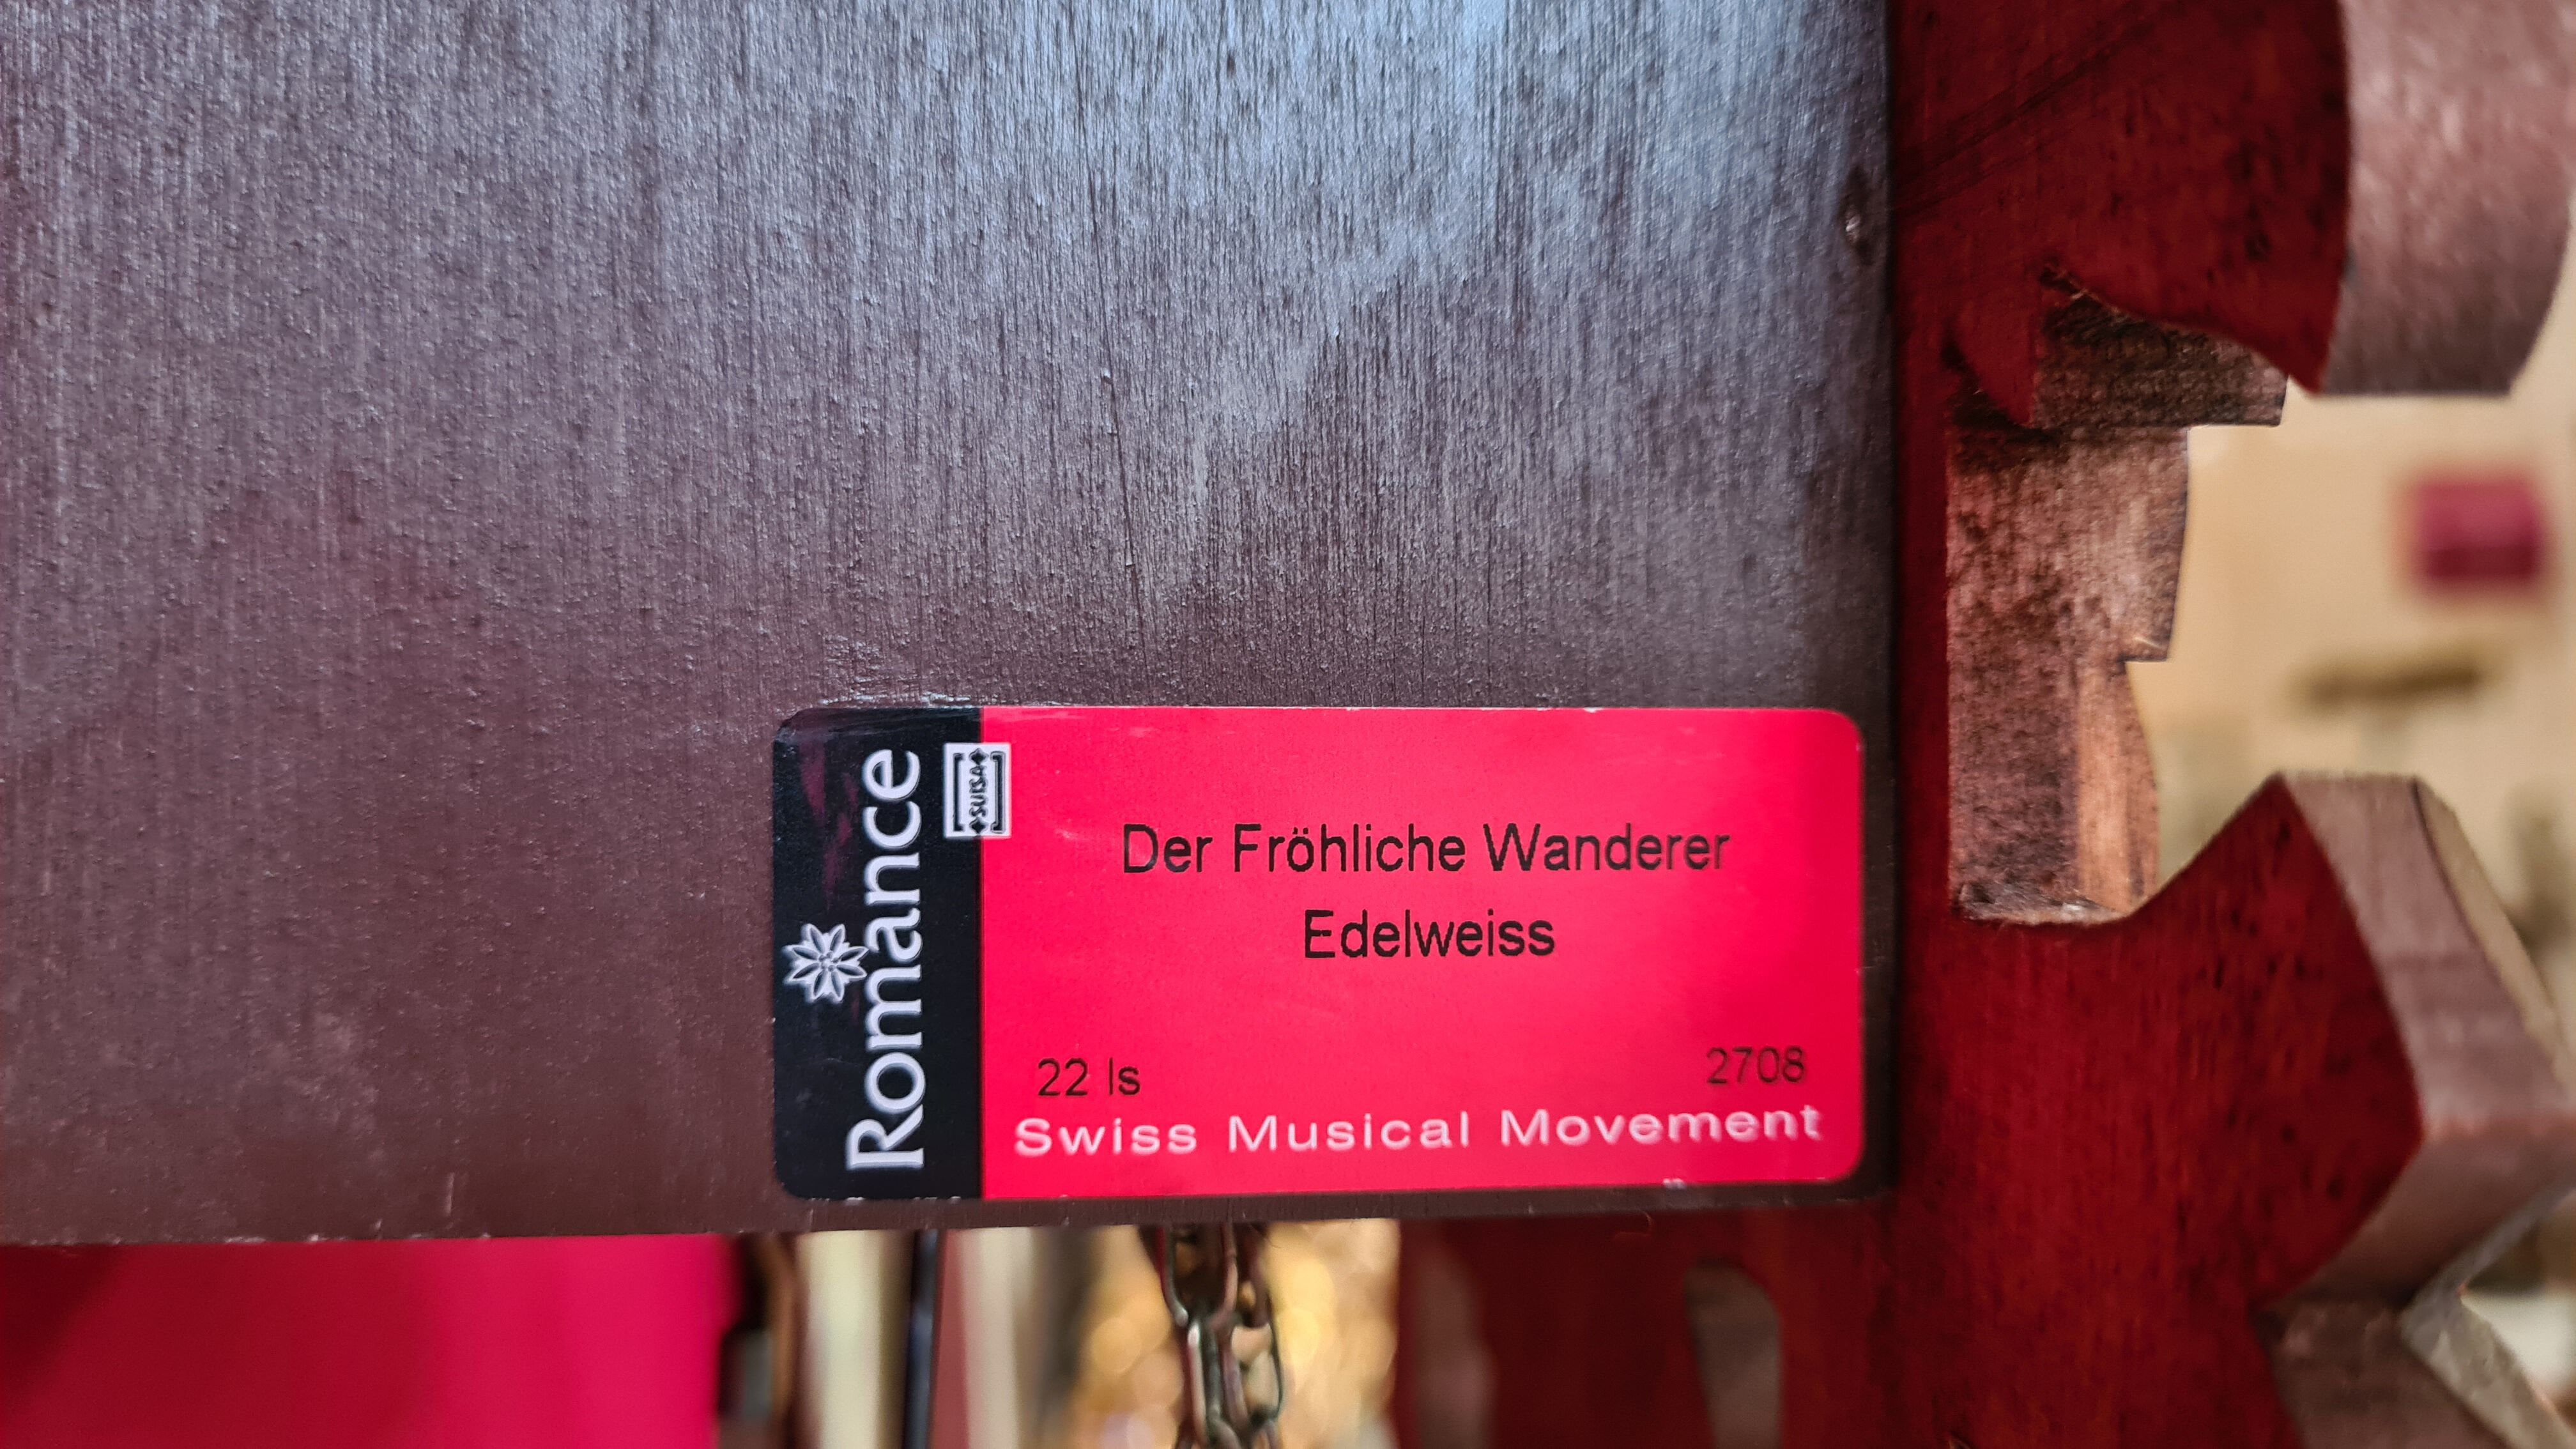 Romance
SUISA
Der Fröhliche Wanderer
Edelweiss
22 ls
2708
Swiss Musical Movement